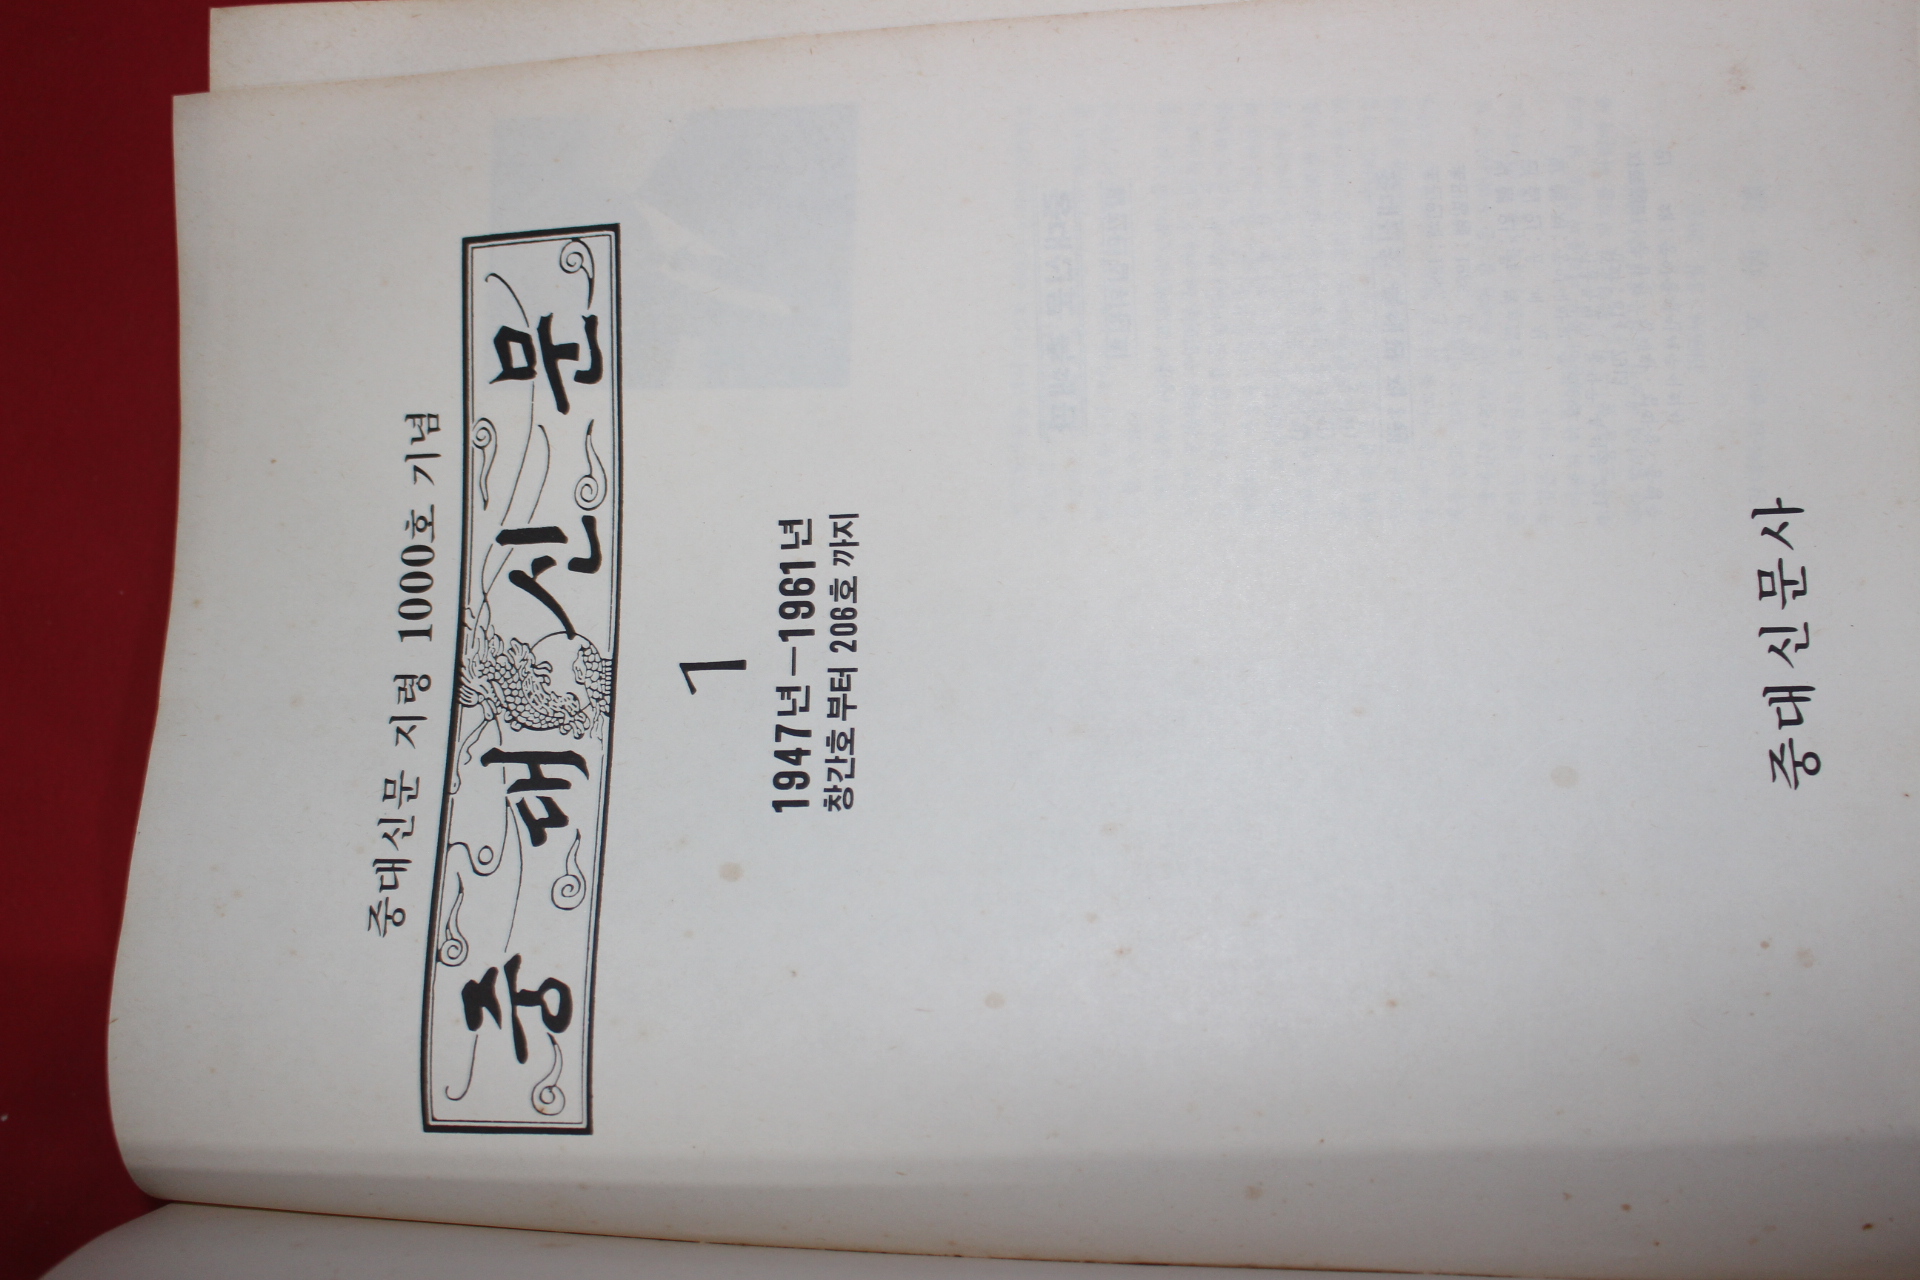 중대신문 지령 1000호 기념
중대신문
1
1947년—1961년
창간호부터 206호까지
중대신문사